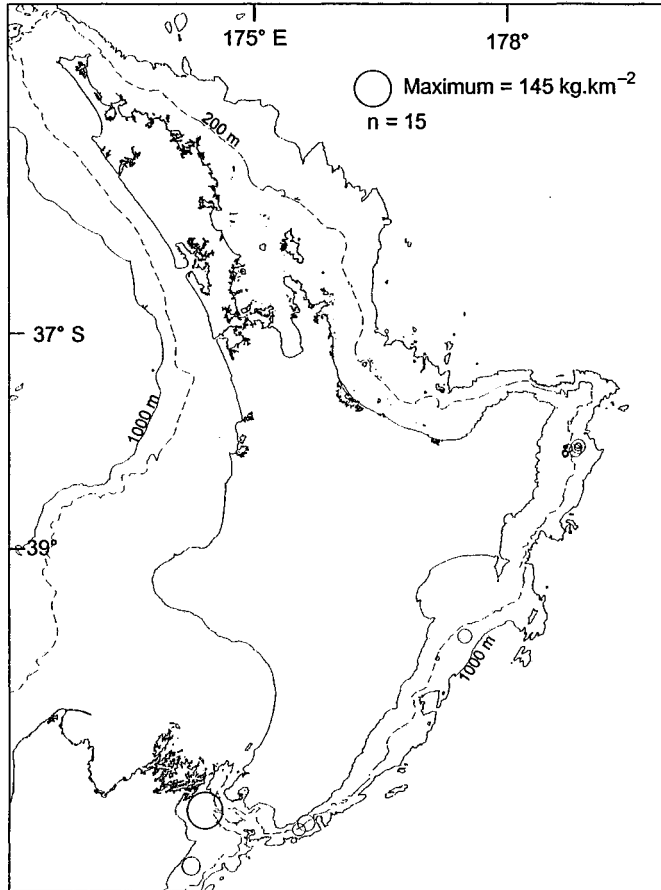 175° E
178°
Maximum = 145 kg.km⁻²
n = 15
200 m
37° S
1000 m
39°
1000 m